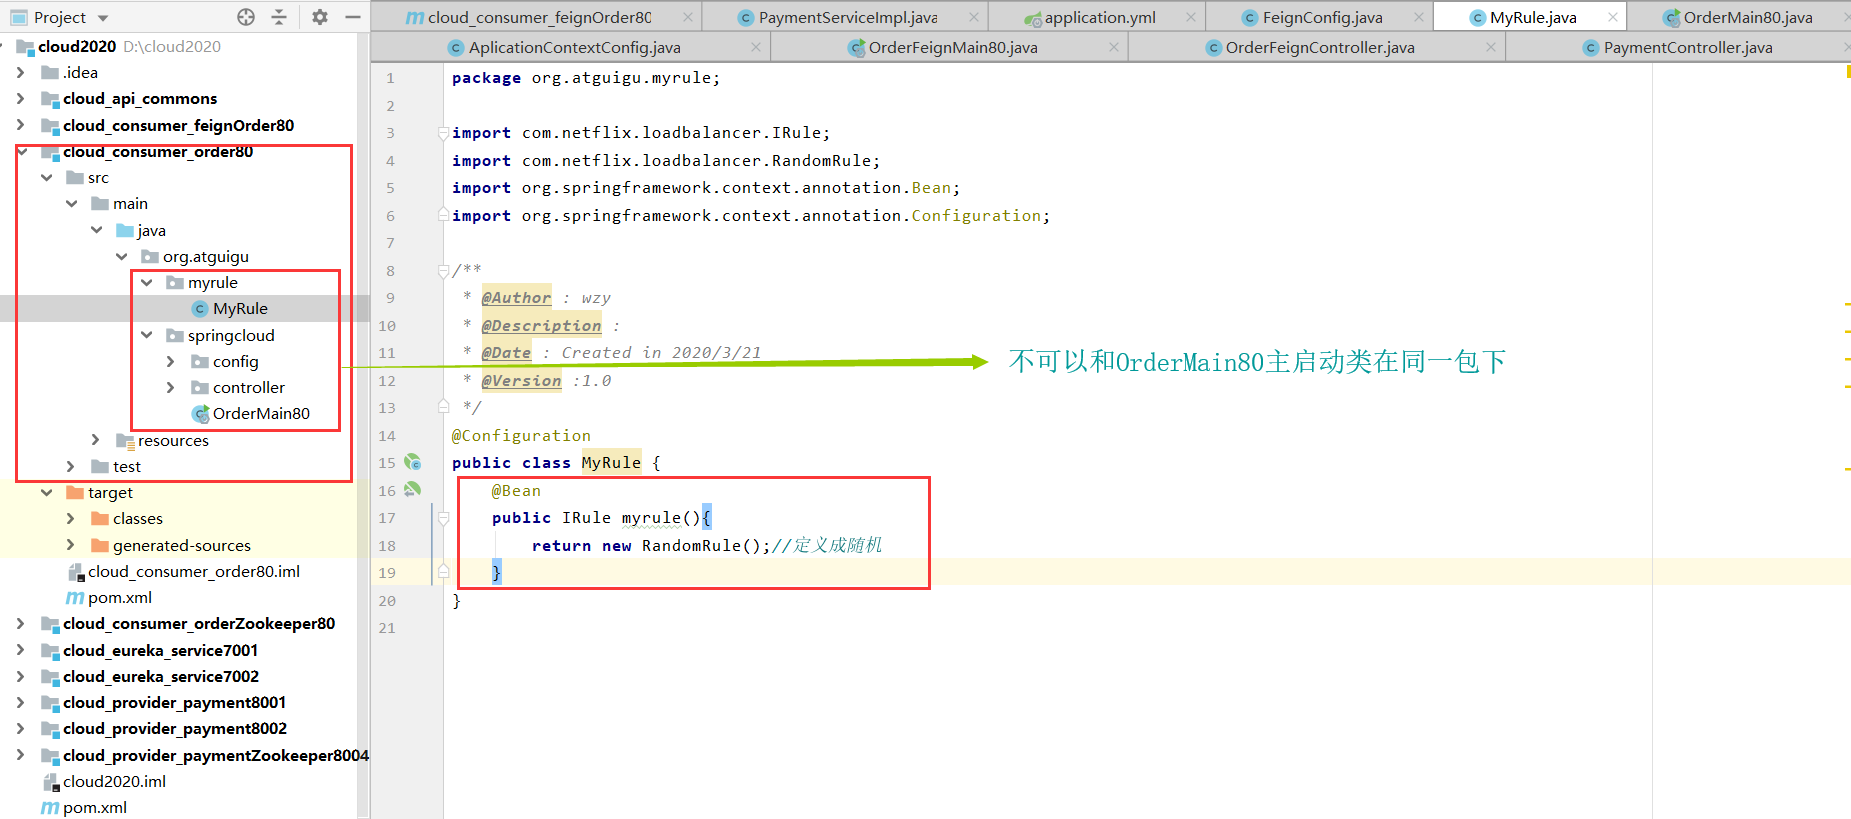 Project
cloud2020 D:\cloud2020
.idea
cloud_api_commons
cloud_consumer_feignOrder80
cloud_consumer_order80
src
main
java
org.atguigu
myrule
MyRule
springcloud
config
controller
OrderMain80
resources
test
target
classes
generated-sources
cloud_consumer_order80.iml
pom.xml
cloud_consumer_orderZookeeper80
cloud_eureka_service7001
cloud_eureka_service7002
cloud_provider_payment8001
cloud_provider_payment8002
cloud_provider_paymentZookeeper8004
cloud2020.iml
pom.xml
cloud_consumer_feignOrder80 PaymentServiceImpl.java application.yml FeignConfig.java MyRule.java OrderMain80.java
AplicationContextConfig.java OrderFeignMain80.java OrderFeignController.java PaymentController.java
1 package org.atguigu.myrule;
2
3 import com.netflix.loadbalancer.IRule;
4 import com.netflix.loadbalancer.RandomRule;
5 import org.springframework.context.annotation.Bean;
6 import org.springframework.context.annotation.Configuration;
7
8 /**
9 * @Author : wzy
10 * @Description :
11 * @Date : Created in 2020/3/21
12 * @Version :1.0
13 */
14 @Configuration
15 public class MyRule {
16 @Bean
17 public IRule myrule(){
18 return new RandomRule();//定义成随机
19 }
20 }
21
不可以和OrderMain80主启动类在同一包下